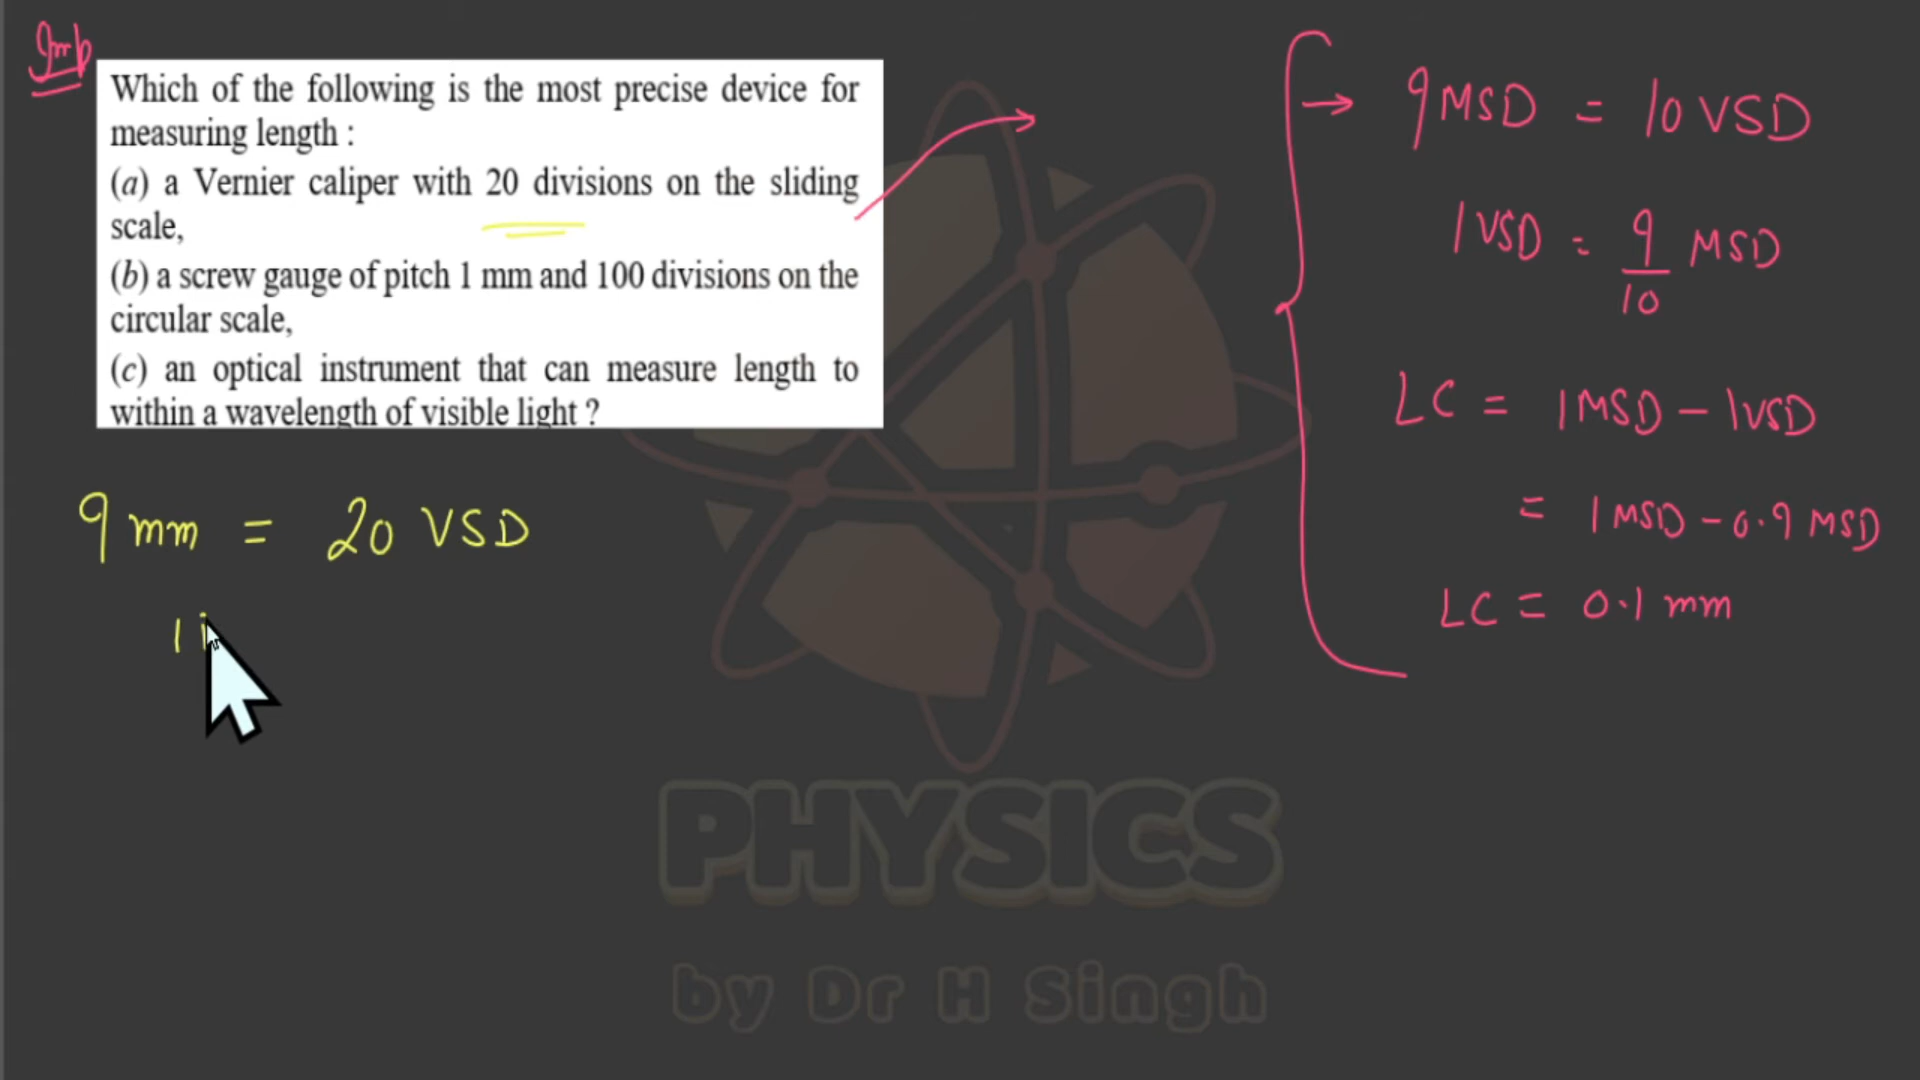 Imp
Which of the following is the most precise device for
measuring length :
(a) a Vernier caliper with 20 divisions on the sliding
scale,
(b) a screw gauge of pitch 1 mm and 100 divisions on the
circular scale,
(c) an optical instrument that can measure length to
within a wavelength of visible light ?
9 mm = 20 VSD
1
→ 9 MSD = 10 VSD
1 VSD = 9/10 MSD
LC = 1 MSD - 1 VSD
= 1 MSD - 0.9 MSD
LC = 0.1 mm
PHYSICS
by Dr H Singh